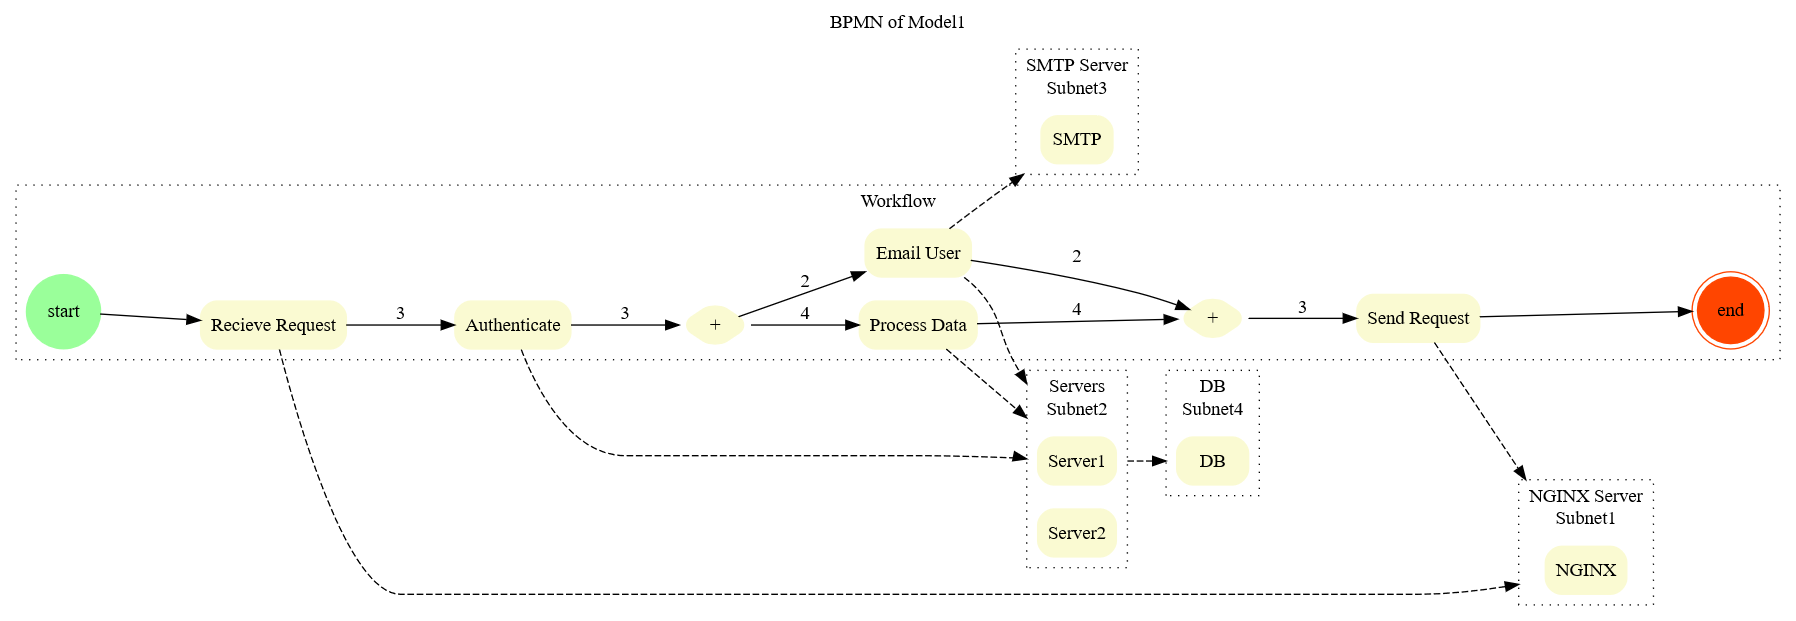 BPMN of Model1
SMTP Server
Subnet3
SMTP
Workflow
start
Recieve Request
3
Authenticate
3
+
2
4
Email User
Process Data
2
4
+
3
Send Request
end
Servers
Subnet2
Server1
Server2
DB
Subnet4
DB
NGINX Server
Subnet1
NGINX